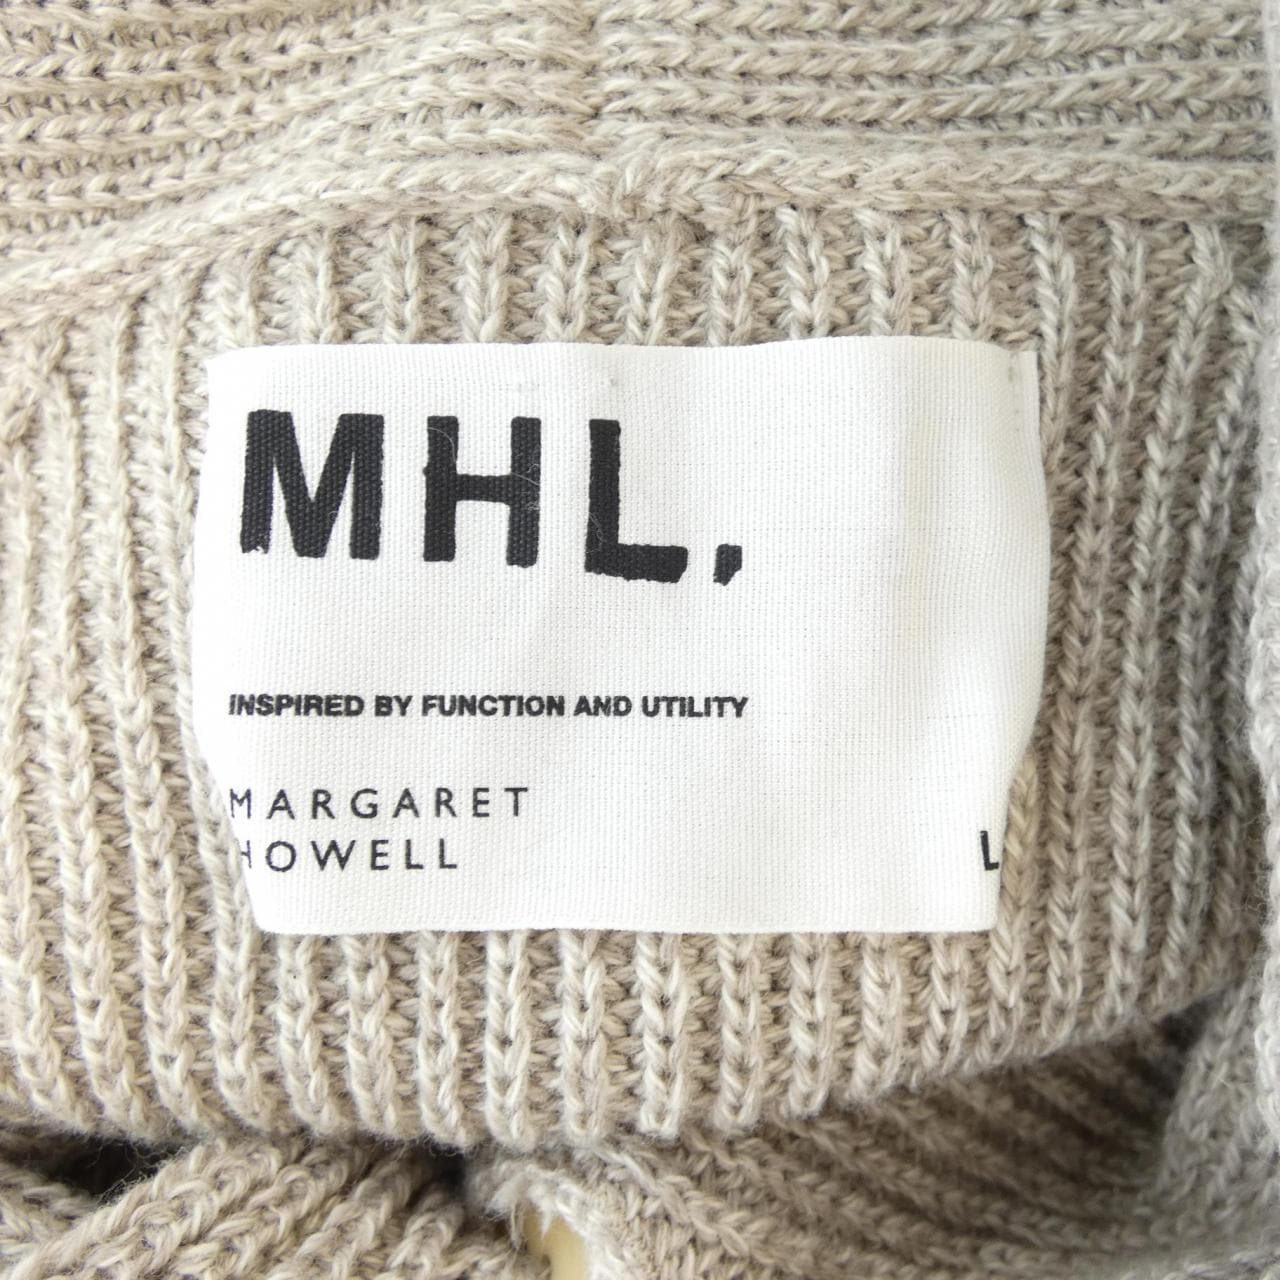 MHL.
INSPIRED BY FUNCTION AND UTILITY
MARGARET
HOWELL
L